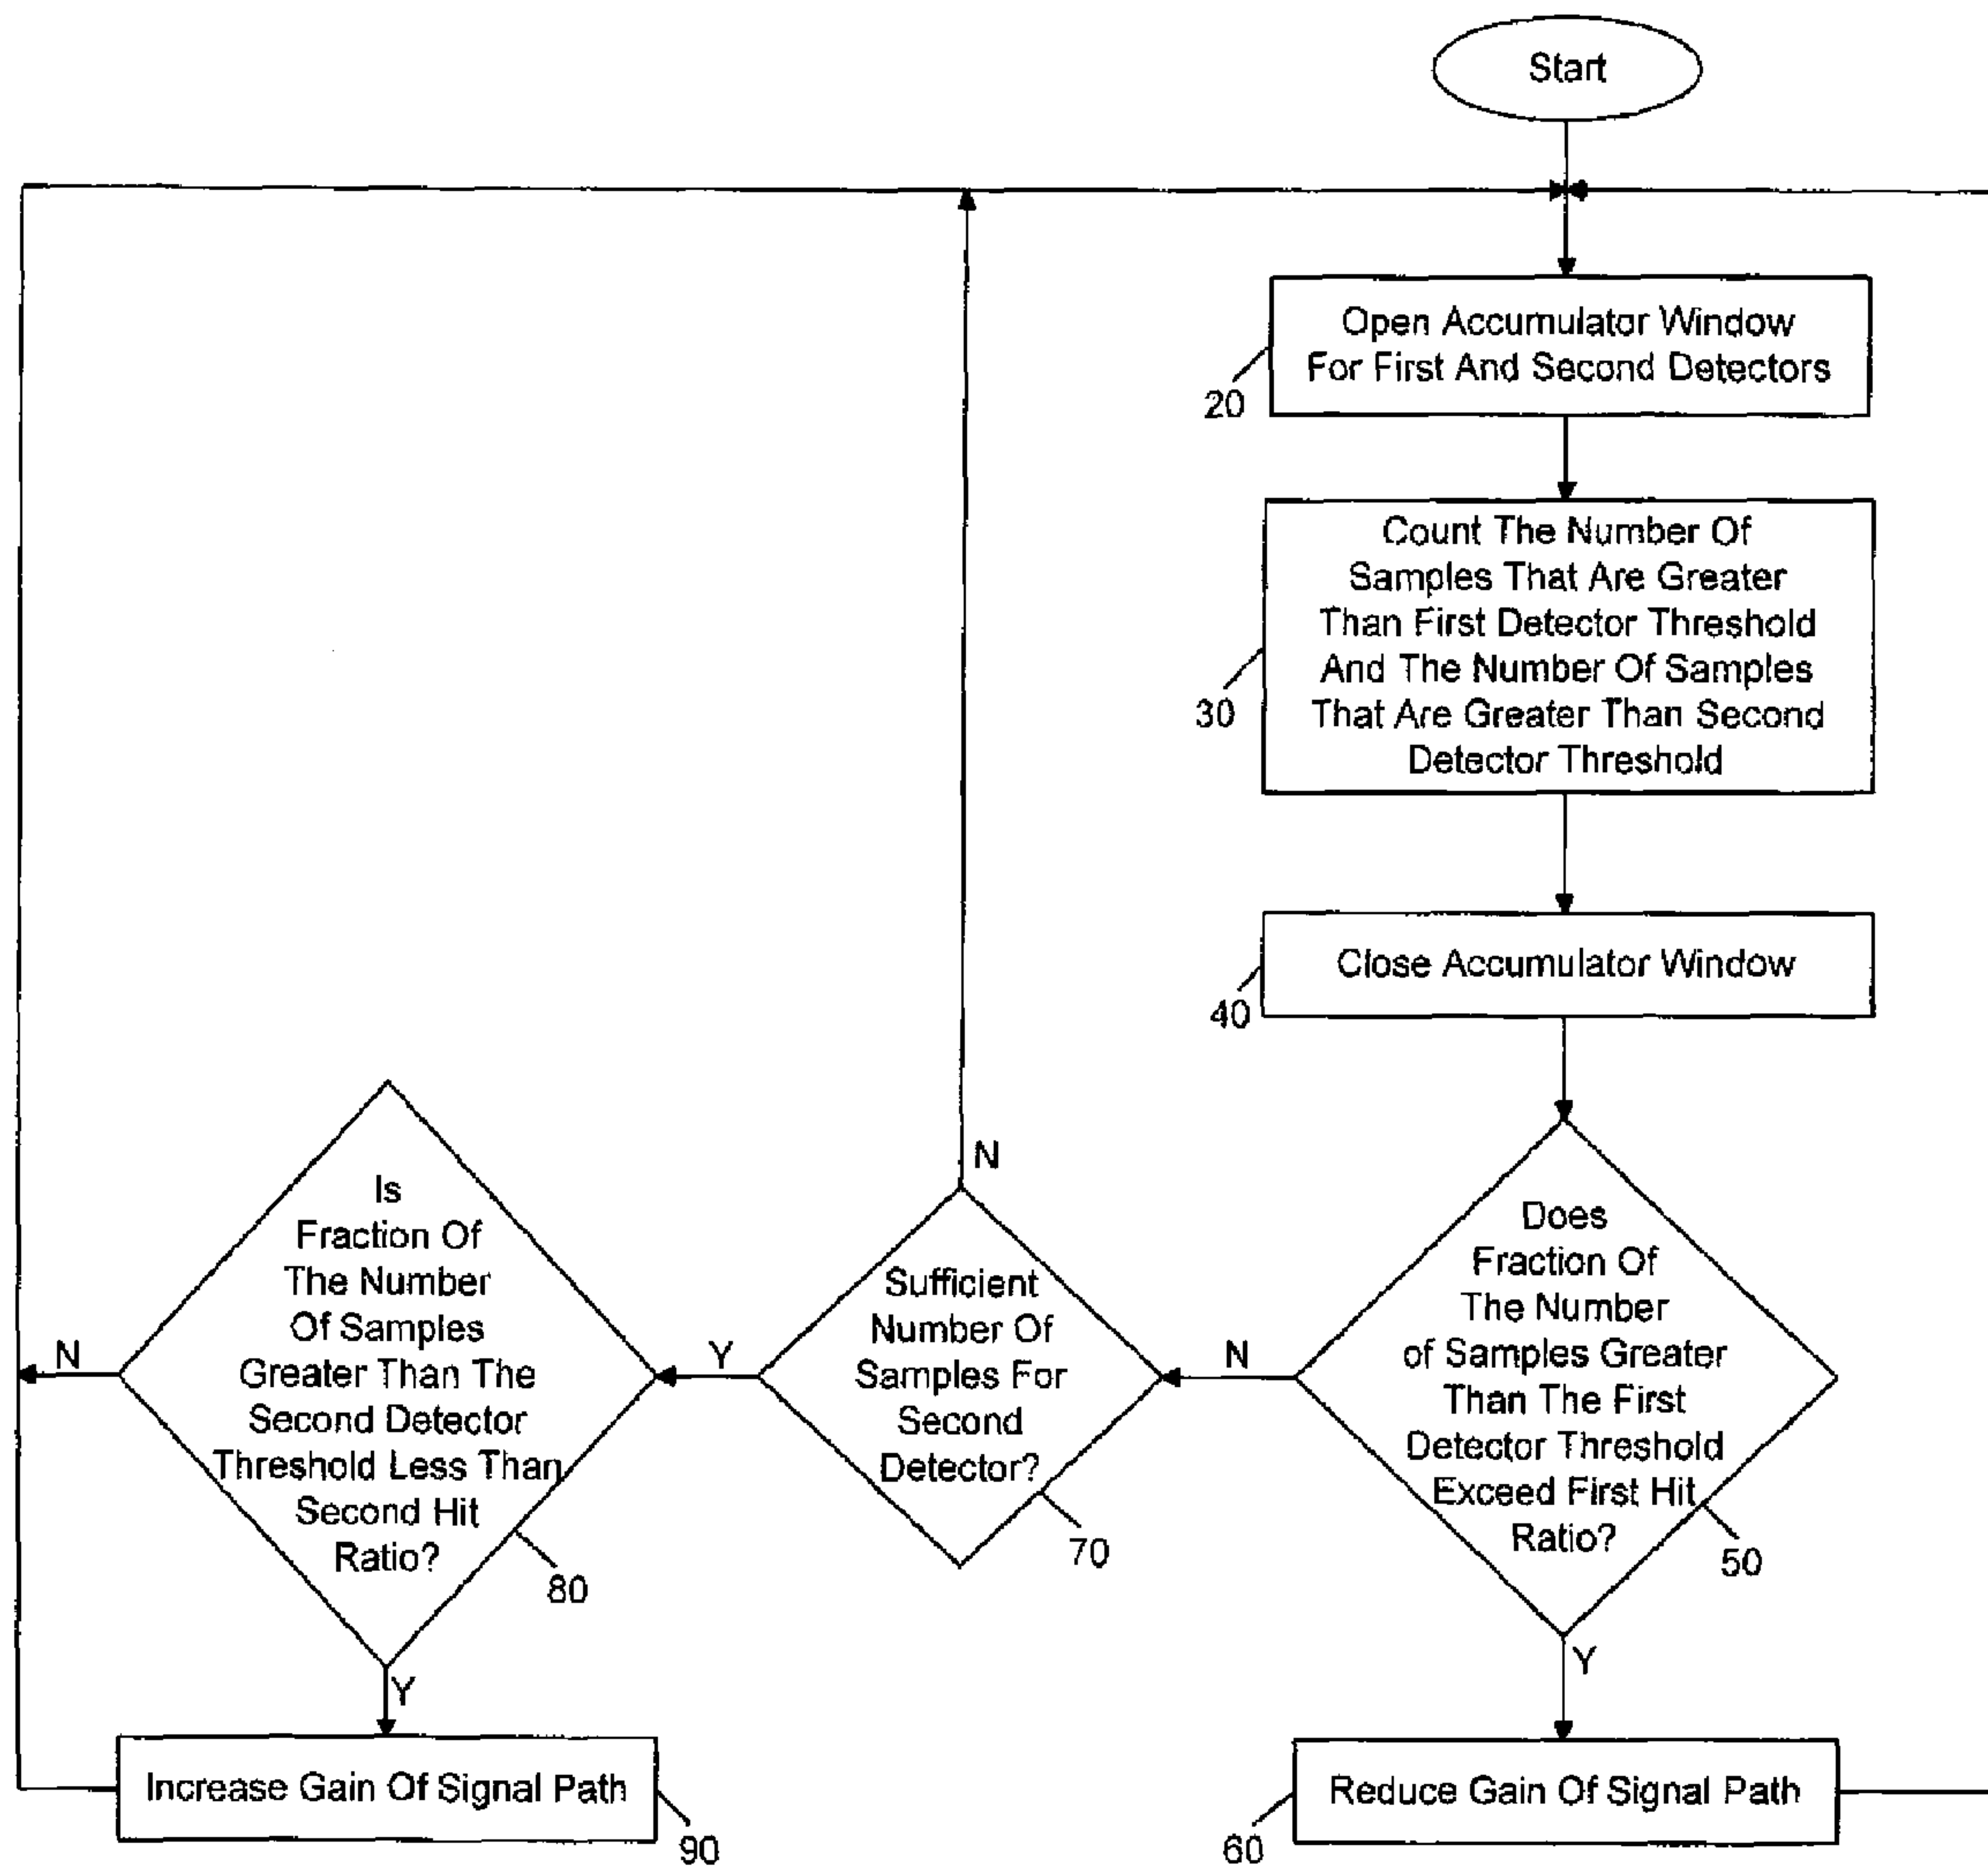 Start
Open Accumulator Window
For First And Second Detectors
20
Count The Number Of
Samples That Are Greater
Than First Detector Threshold
And The Number Of Samples
That Are Greater Than Second
Detector Threshold
30
Close Accumulator Window
40
Does
Fraction Of
The Number
of Samples Greater
Than The First
Detector Threshold
Exceed First Hit
Ratio?
50
N
Y
Reduce Gain Of Signal Path
60
Sufficient
Number Of
Samples For
Second
Detector?
70
N
Y
Is
Fraction Of
The Number
Of Samples
Greater Than The
Second Detector
Threshold Less Than
Second Hit
Ratio?
80
N
Y
Increase Gain Of Signal Path
90